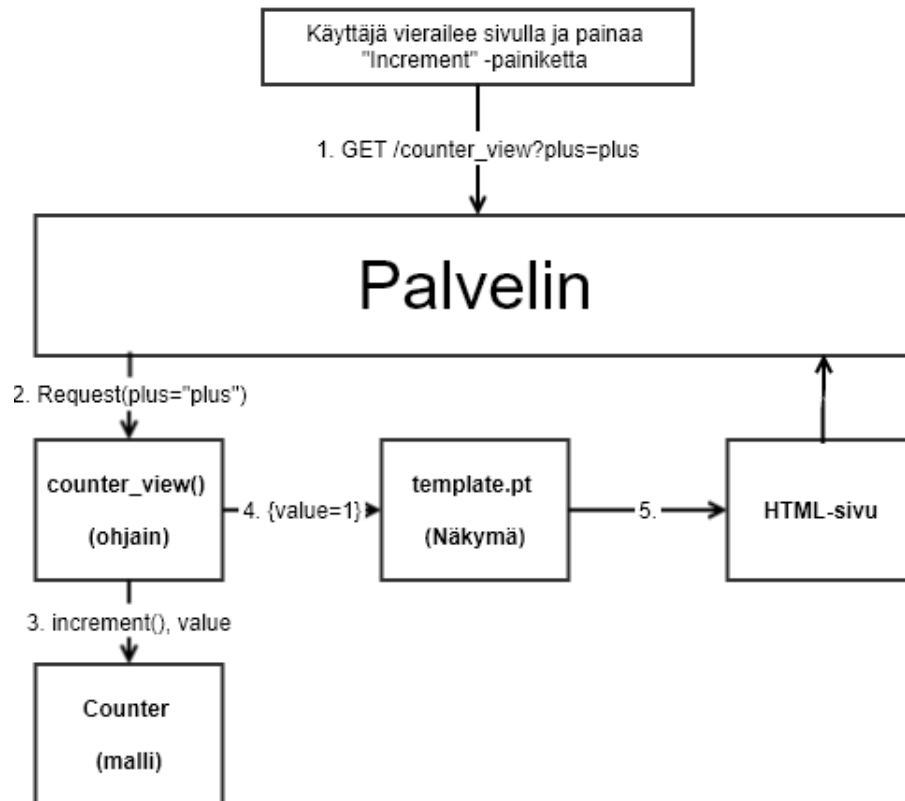 Käyttäjä vierailee sivulla ja painaa
"Increment" -painiketta
1. GET /counter_view?plus=plus
Palvelin
2. Request(plus="plus")
counter_view()
(ohjain)
4. {value=1}
template.pt
(Näkymä)
5.
HTML-sivu
3. increment(), value
Counter
(malli)